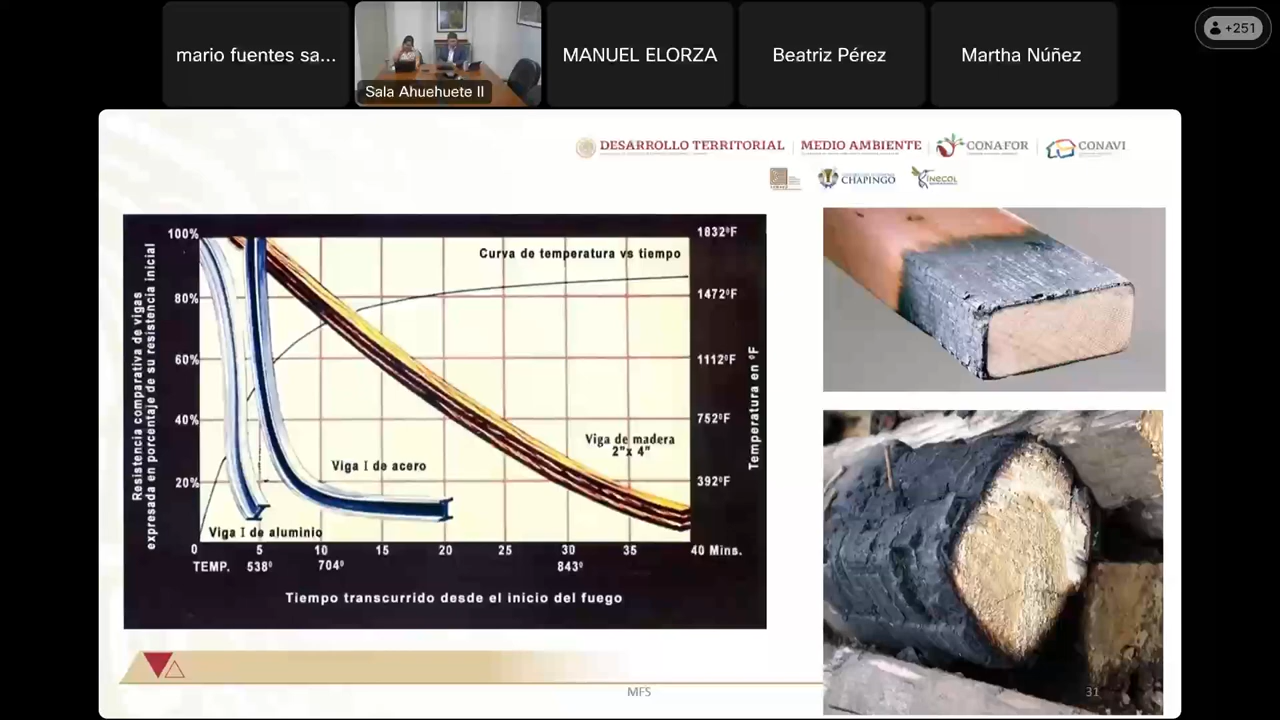 mario fuentes sa...
Sala Ahuehuete II
MANUEL ELORZA
Beatriz Pérez
Martha Núñez
+251
DESARROLLO TERRITORIAL
MEDIO AMBIENTE
CONAFOR
CONAVI
CHAPINGO
INECOL
Resistencia comparativa de vigas
expresada en porcentaje de su resistencia inicial
100%
80%
60%
40%
20%
Curva de temperatura vs tiempo
Viga de madera
2"x 4"
Viga I de acero
Viga I de aluminio
1832ºF
1472ºF
1112ºF
752ºF
392ºF
Temperatura en ºF
0 5 10 15 20 25 30 35 40 Mins.
TEMP. 538º 704º 843º
Tiempo transcurrido desde el inicio del fuego
MFS
31